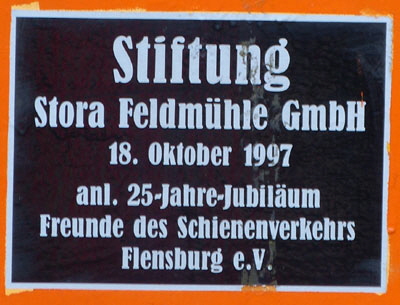 Stiftung
Stora Feldmühle GmbH
18. Oktober 1997
anl. 25-Jahre-Jubiläum
Freunde des Schienenverkehrs
Flensburg e.V.